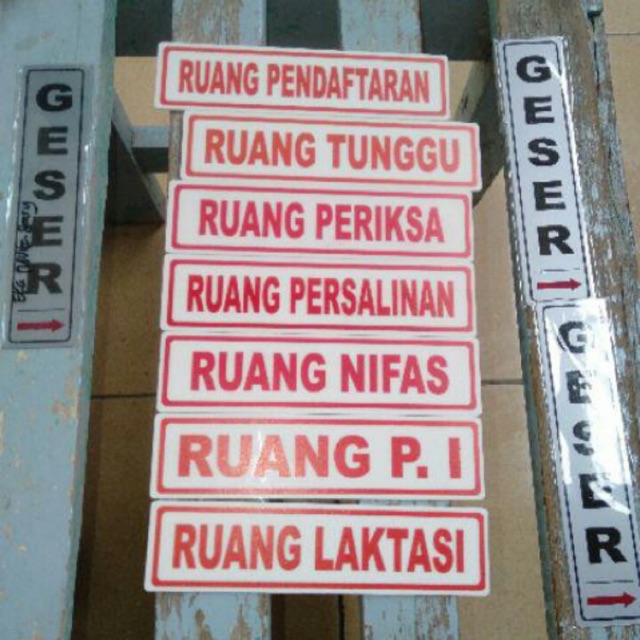 RUANG PENDAFTARAN
RUANG TUNGGU
RUANG PERIKSA
RUANG PERSALINAN
RUANG NIFAS
RUANG P. I
RUANG LAKTASI
GESER
GESER
GESER